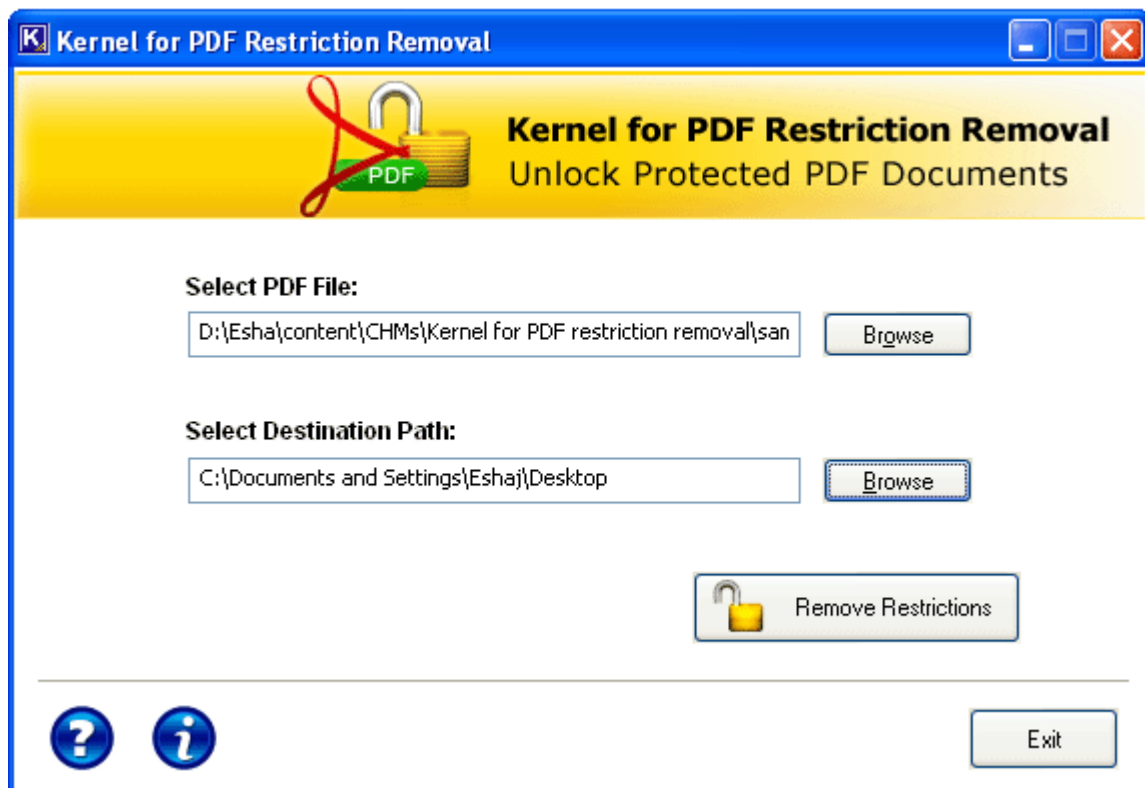 K Kernel for PDF Restriction Removal
PDF
Kernel for PDF Restriction Removal
Unlock Protected PDF Documents
Select PDF File:
D:\Esha\content\CHMs\Kernel for PDF restriction removal\san
Browse
Select Destination Path:
C:\Documents and Settings\Eshaj\Desktop
Browse
Remove Restrictions
? i
Exit